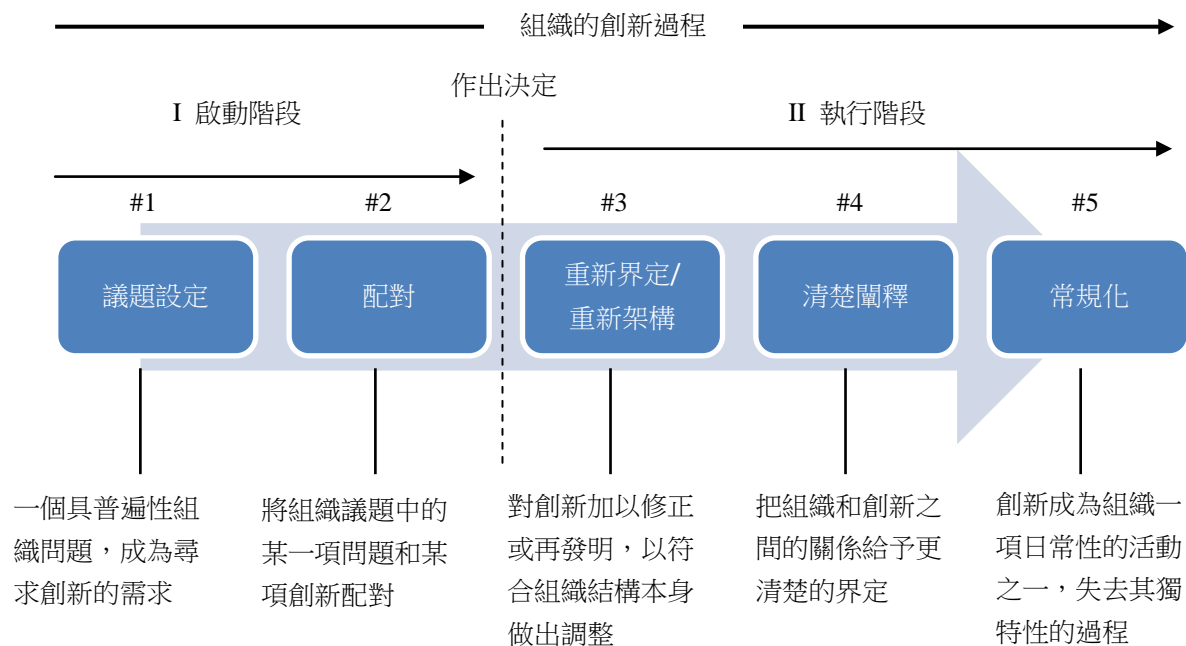 組織的創新過程
作出決定
I 啟動階段
II 執行階段
#1
#2
#3
#4
#5
議題設定
配對
重新界定/
重新架構
清楚闡釋
常規化
一個具普遍性組
織問題，成為尋
求創新的需求
將組織議題中的
某一項問題和某
項創新配對
對創新加以修正
或再發明，以符
合組織結構本身
做出調整
把組織和創新之
間的關係給予更
清楚的界定
創新成為組織一
項日常性的活動
之一，失去其獨
特性的過程